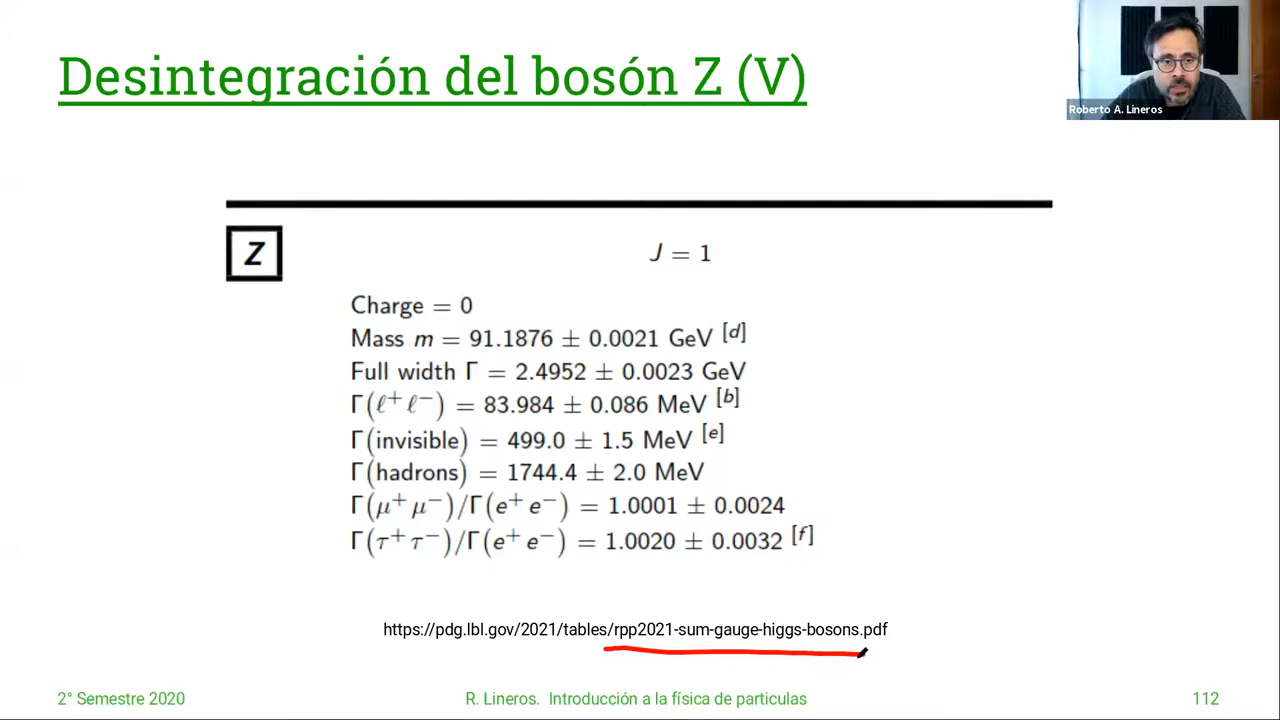 Desintegración del bosón Z (V)
Roberto A. Lineros
Z
J = 1
Charge = 0
Mass m = 91.1876 ± 0.0021 GeV [d]
Full width Γ = 2.4952 ± 0.0023 GeV
Γ(ℓ⁺ ℓ⁻) = 83.984 ± 0.086 MeV [b]
Γ(invisible) = 499.0 ± 1.5 MeV [e]
Γ(hadrons) = 1744.4 ± 2.0 MeV
Γ(μ⁺ μ⁻)/Γ(e⁺ e⁻) = 1.0001 ± 0.0024
Γ(τ⁺ τ⁻)/Γ(e⁺ e⁻) = 1.0020 ± 0.0032 [f]
https://pdg.lbl.gov/2021/tables/rpp2021-sum-gauge-higgs-bosons.pdf
2° Semestre 2020
R. Lineros. Introducción a la física de particulas
112